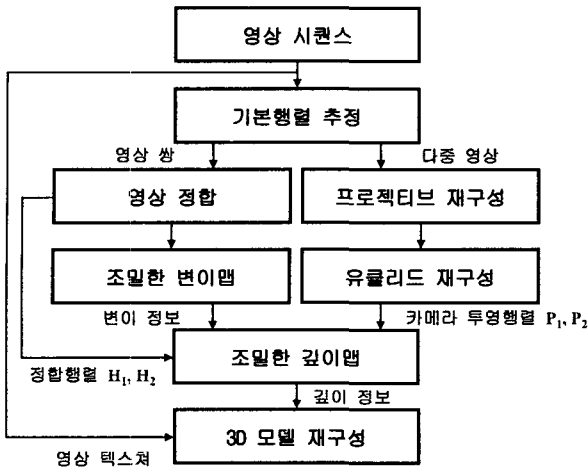 영상 시퀀스
기본행렬 추정
영상 쌍
다중 영상
영상 정합
프로젝티브 재구성
조밀한 변이맵
유클리드 재구성
변이 정보
카메라 투영행렬 P₁, P₂
조밀한 깊이맵
정합행렬 H₁, H₂
깊이 정보
3D 모델 재구성
영상 텍스쳐